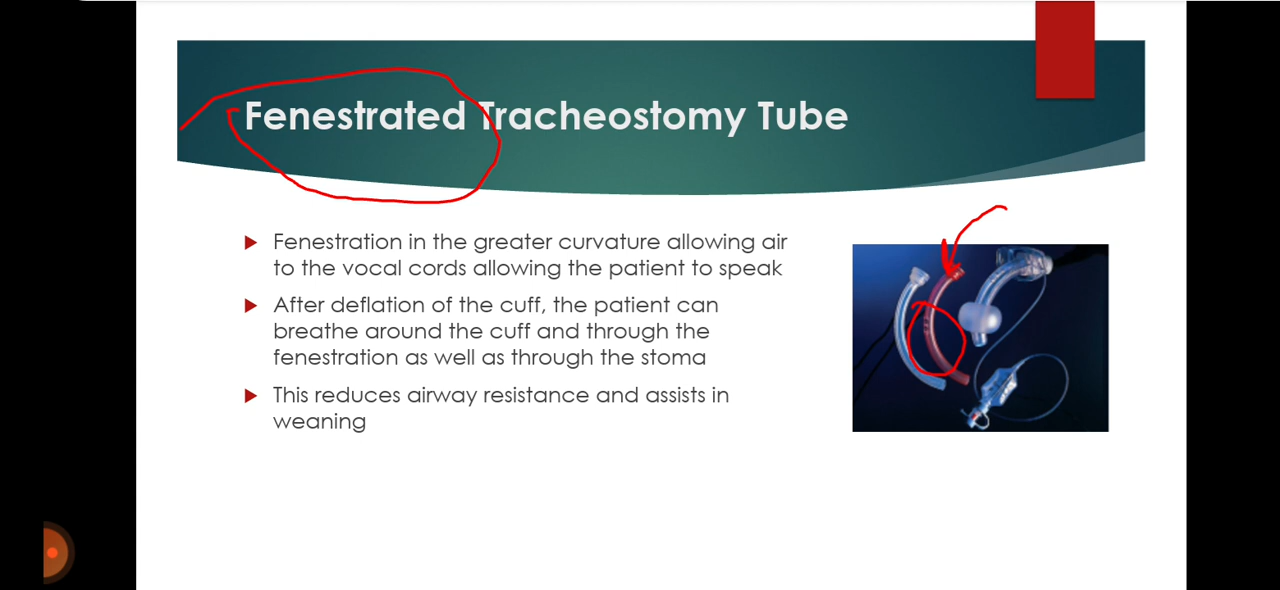 Fenestrated Tracheostomy Tube
Fenestration in the greater curvature allowing air
to the vocal cords allowing the patient to speak
After deflation of the cuff, the patient can
breathe around the cuff and through the
fenestration as well as through the stoma
This reduces airway resistance and assists in
weaning